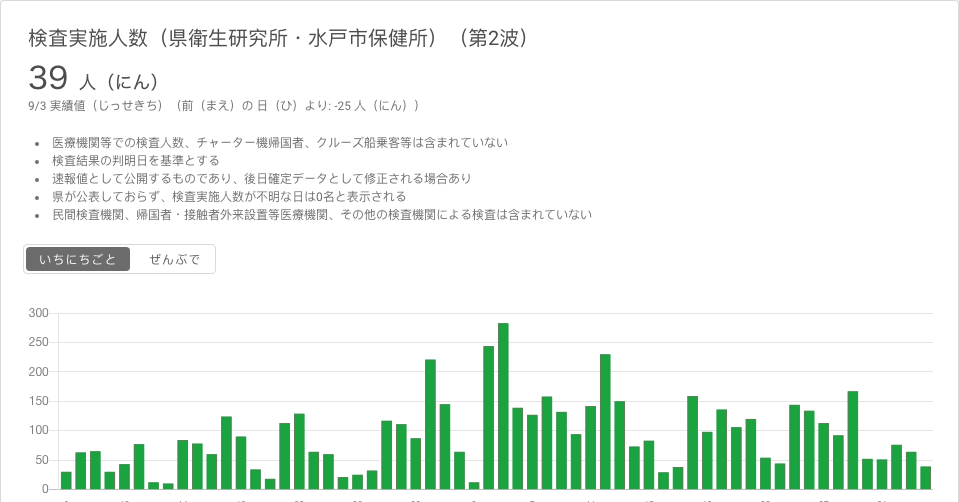 検査実施人数（県衛生研究所・水戸市保健所）（第2波）
39 人（にん）
9/3 実績値（じっせきち）（前（まえ）の 日（ひ）より: -25 人（にん））
医療機関等での検査人数、チャーター機帰国者、クルーズ船乗客等は含まれていない
検査結果の判明日を基準とする
速報値として公開するものであり、後日確定データとして修正される場合あり
県が公表しておらず、検査実施人数が不明な日は0名と表示される
民間検査機関、帰国者・接触者外来設置等医療機関、その他の検査機関による検査は含まれていない
いちにちごと ぜんぶで
300
250
200
150
100
50
0